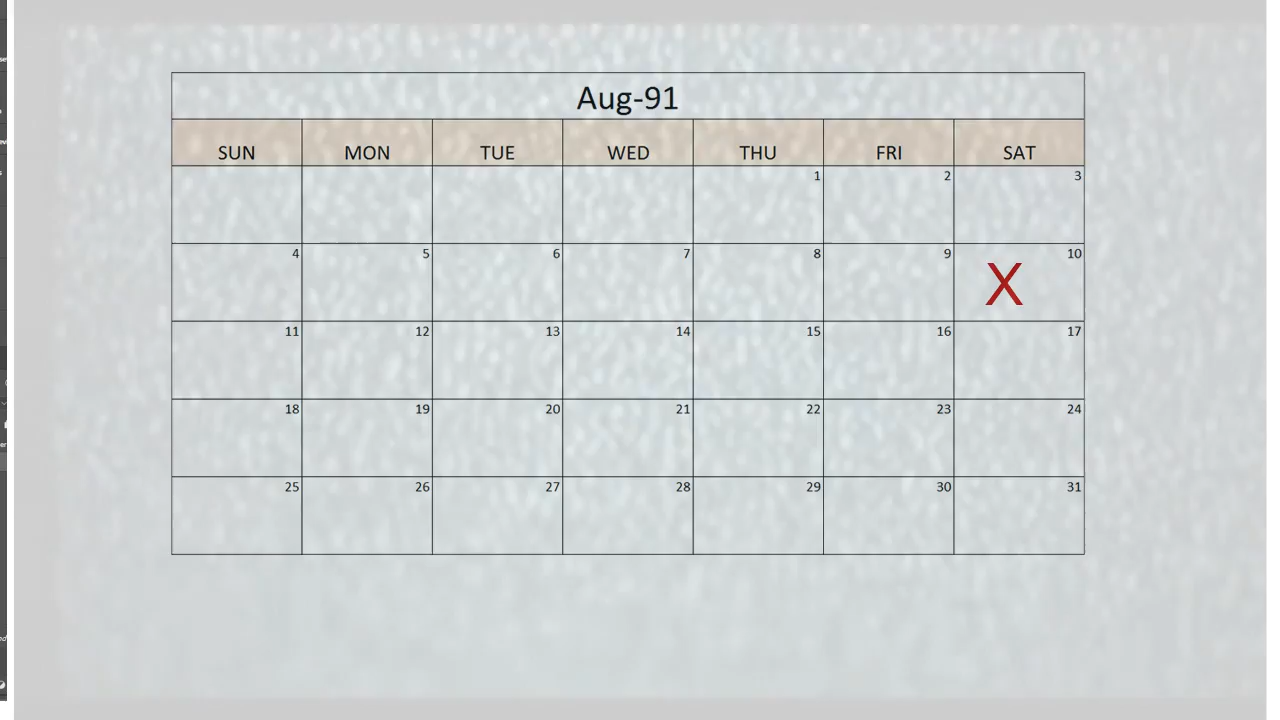 Aug-91
SUN MON TUE WED THU FRI SAT
1 2 3
4 5 6 7 8 9 10
X
11 12 13 14 15 16 17
18 19 20 21 22 23 24
25 26 27 28 29 30 31